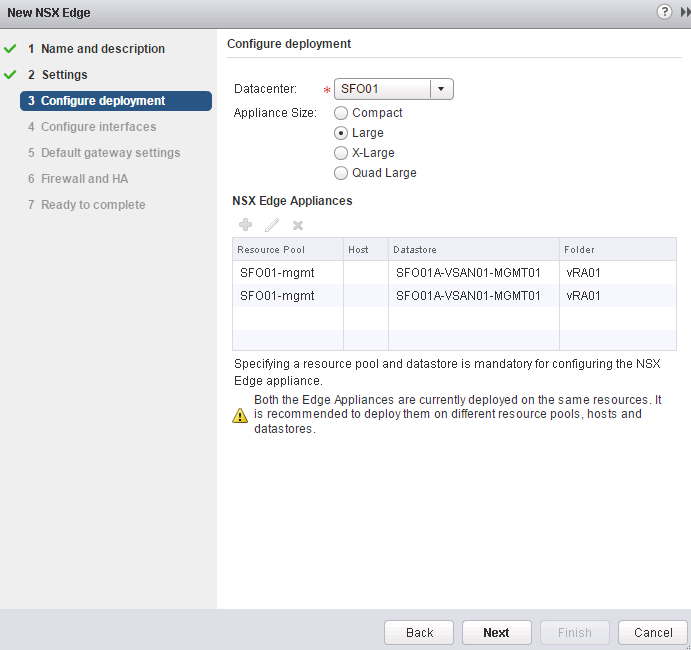 New NSX Edge
?
1 Name and description
2 Settings
3 Configure deployment
4 Configure interfaces
5 Default gateway settings
6 Firewall and HA
7 Ready to complete
Configure deployment
Datacenter: * SFO01
Appliance Size: Compact
Large
X-Large
Quad Large
NSX Edge Appliances
Resource Pool Host Datastore Folder
SFO01-mgmt SFO01A-VSAN01-MGMT01 vRA01
SFO01-mgmt SFO01A-VSAN01-MGMT01 vRA01
Specifying a resource pool and datastore is mandatory for configuring the NSX
Edge appliance.
Both the Edge Appliances are currently deployed on the same resources. It
is recommended to deploy them on different resource pools, hosts and
datastores.
Back Next Finish Cancel